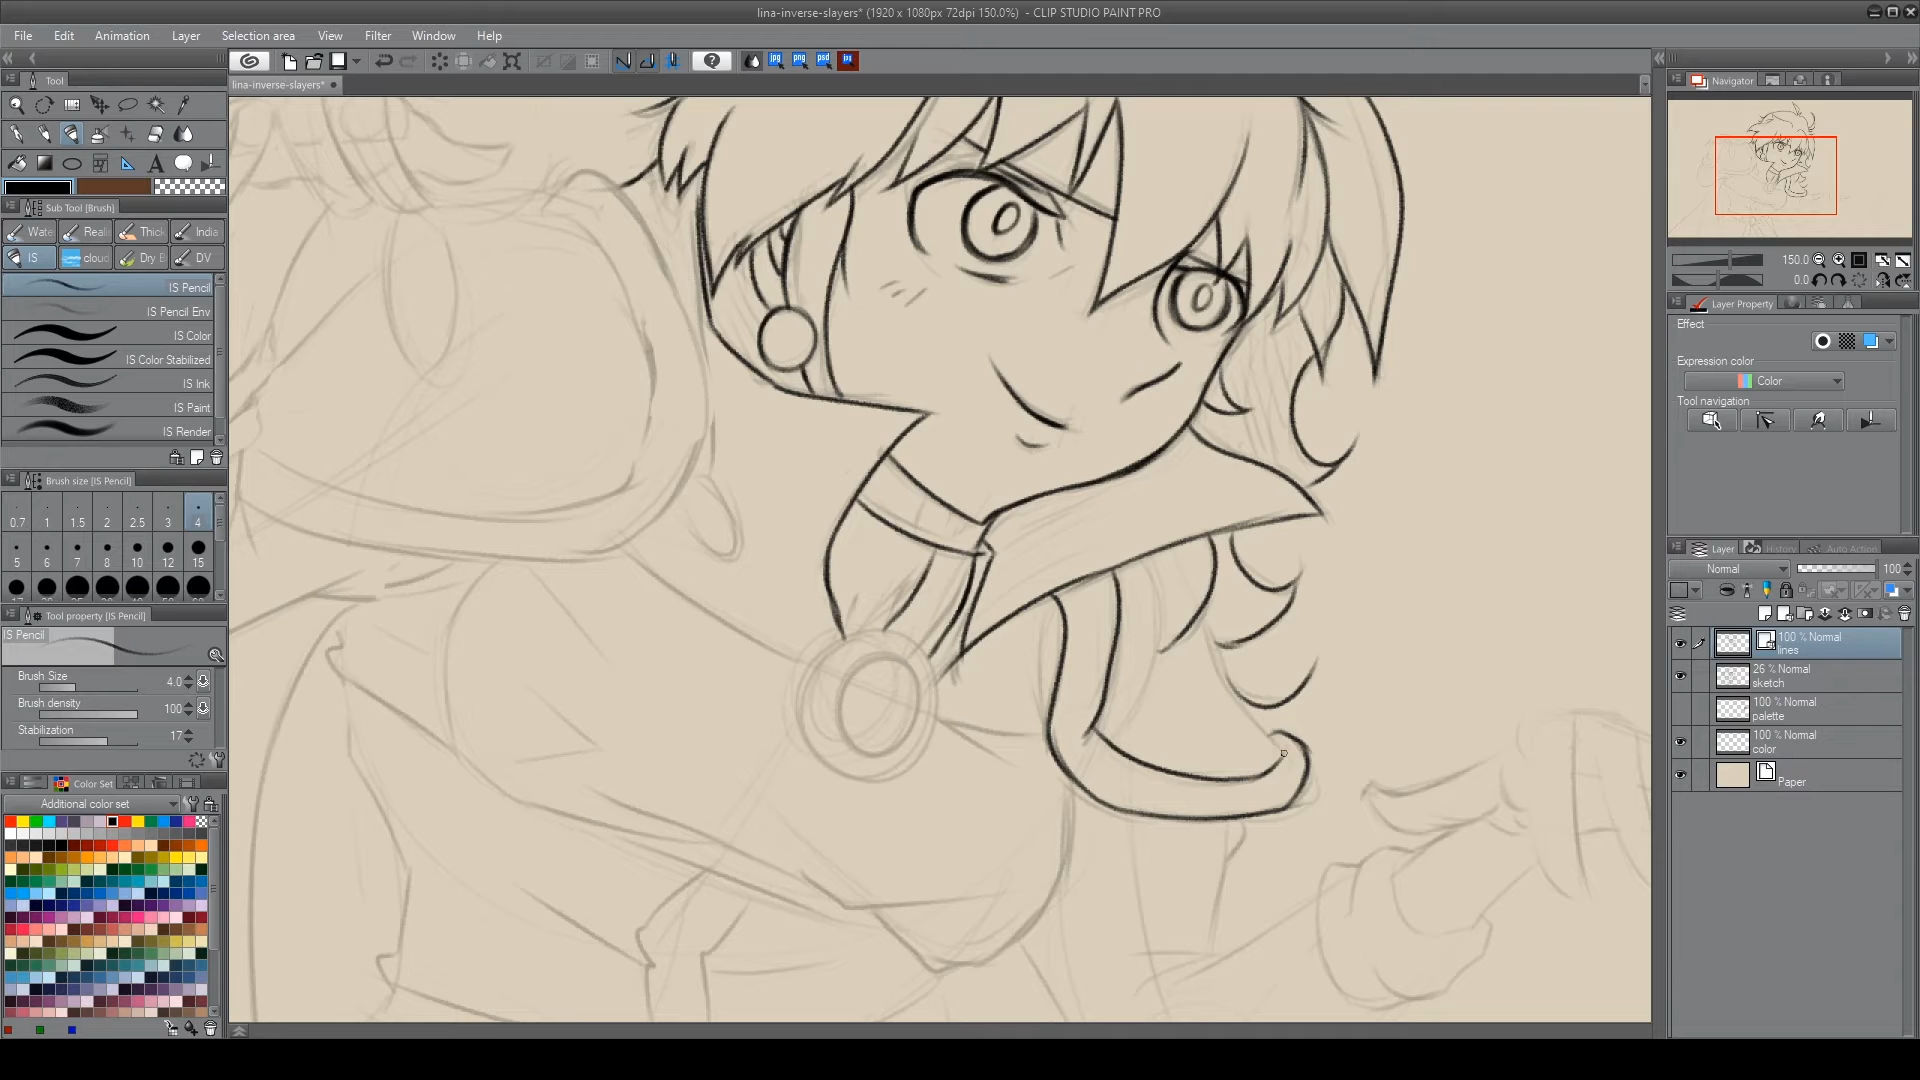 lina-inverse-slayers* (1920 x 1080px 72dpi 150.0%) - CLIP STUDIO PAINT PRO
File Edit Animation Layer Selection area View Filter Window Help
jpg png psd
Tool
lina-inverse-slayers*
Sub Tool [Brush]
Wate Reali Thick India
IS cloud Dry B DV
IS Pencil
IS Pencil Env
IS Color
IS Color Stabilized
IS Ink
IS Paint
IS Render
Brush size [IS Pencil]
0.7 1 1.5 2 2.5 3 4
5 6 7 8 10 12 15
Tool property [IS Pencil]
IS Pencil
Brush Size 4.0
Brush density 100
Stabilization 17
Color Set
Additional color set
Navigator
150.0
0.0
Layer Property
Effect
Expression color
Color
Tool navigation
Layer History Auto Action
Normal 100
100 % Normal
lines
26 % Normal
sketch
100 % Normal
palette
100 % Normal
color
Paper